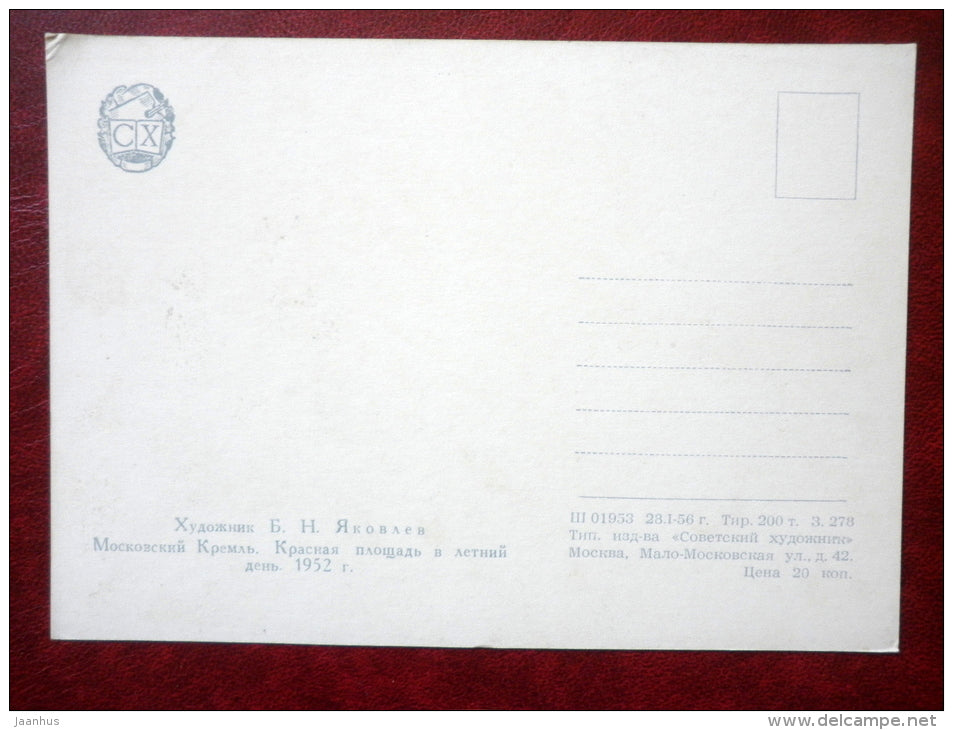 С Х
Художник Б. Н. Яковлев
Московский Кремль. Красная площадь в летний
день. 1952 г.
Ш 01953 28.I-56 г. Тир. 200 т. З. 278
Тип. изд-ва «Советский художник»
Москва, Мало-Московская ул., д. 42.
Цена 20 коп.
jaanhus
www.delcampe.net